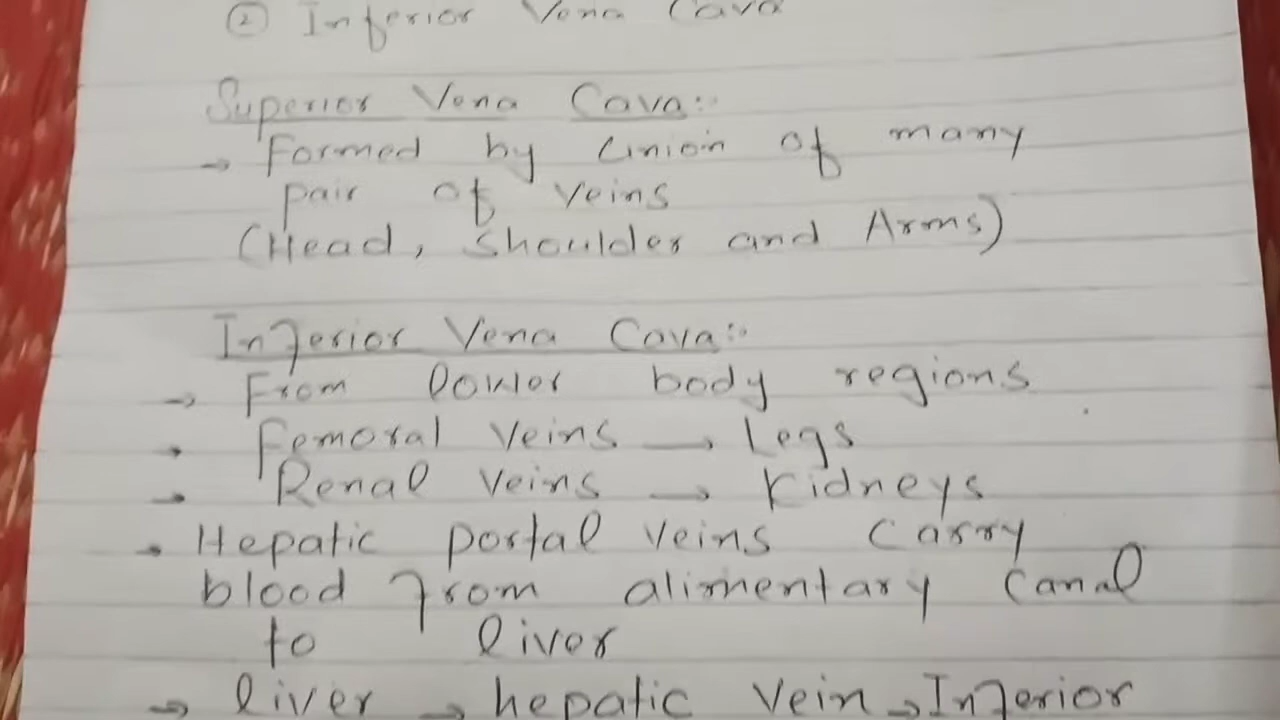 ② Inferior Vena Cava
Superior Vena Cava:-
→ Formed by Union of many
pair of Veins
(Head, Shoulder and Arms)
Inferior Vena Cava:-
→ From lower body regions
→ Femoral Veins → Legs
→ Renal Veins → Kidneys
→ Hepatic portal veins Carry
blood from alimentary Canal
to liver
→ liver → hepatic Vein → Inferior